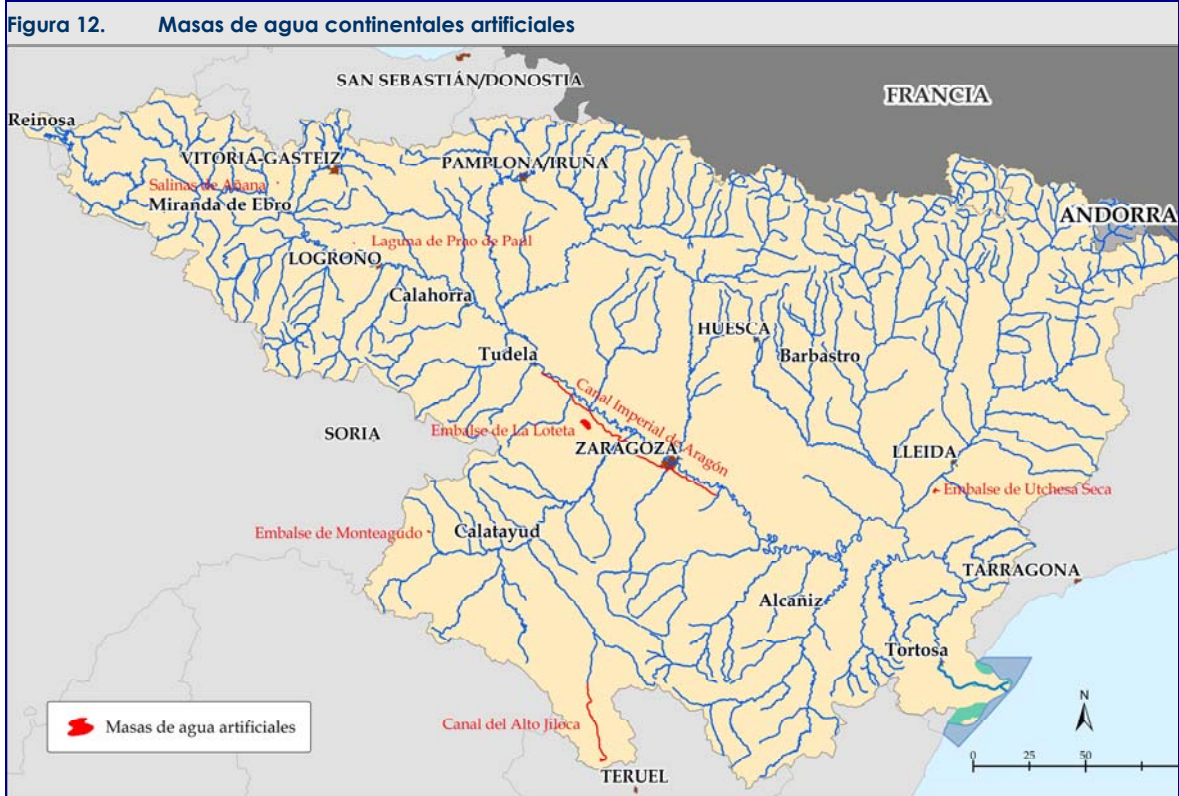 Figura 12. Masas de agua continentales artificiales
SAN SEBASTIÁN/DONOSTIA
FRANCIA
Reinosa
VITORIA-GASTEIZ
PAMPLONA/IRUÑA
Salinas de Añana
Miranda de Ebro
ANDORRA
Laguna de Prao de Paul
LOGROÑO
Calahorra
HUESCA
Tudela
Barbastro
Canal Imperial de Aragón
SORIA
Embalse de La Loteta
ZARAGOZA
LLEIDA
Embalse de Utchesa Seca
Embalse de Monteagudo
Calatayud
TARRAGONA
Alcañiz
Tortosa
N
Canal del Alto Jiloca
Masas de agua artificiales
0 25 50
TERUEL